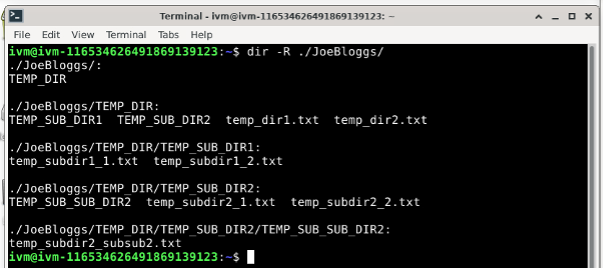 Terminal - ivm@ivm-116534626491869139123: ~
File Edit View Terminal Tabs Help
ivm@ivm-116534626491869139123:~$ dir -R ./JoeBloggs/
./JoeBloggs/:
TEMP_DIR
./JoeBloggs/TEMP_DIR:
TEMP_SUB_DIR1  TEMP_SUB_DIR2  temp_dir1.txt  temp_dir2.txt
./JoeBloggs/TEMP_DIR/TEMP_SUB_DIR1:
temp_subdir1_1.txt  temp_subdir1_2.txt
./JoeBloggs/TEMP_DIR/TEMP_SUB_DIR2:
TEMP_SUB_SUB_DIR2  temp_subdir2_1.txt  temp_subdir2_2.txt
./JoeBloggs/TEMP_DIR/TEMP_SUB_DIR2/TEMP_SUB_SUB_DIR2:
temp_subdir2_subsub2.txt
ivm@ivm-116534626491869139123:~$